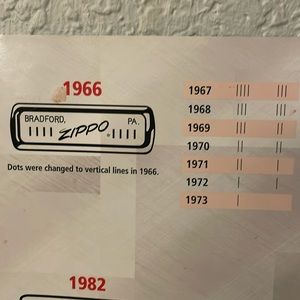 1966
BRADFORD, PA.
|||| ZIPPO ||||
Dots were changed to vertical lines in 1966.
1967 |||| |||
1968 ||| |||
1969 ||| ||
1970 || ||
1971 || |
1972 | |
1973 |
1982